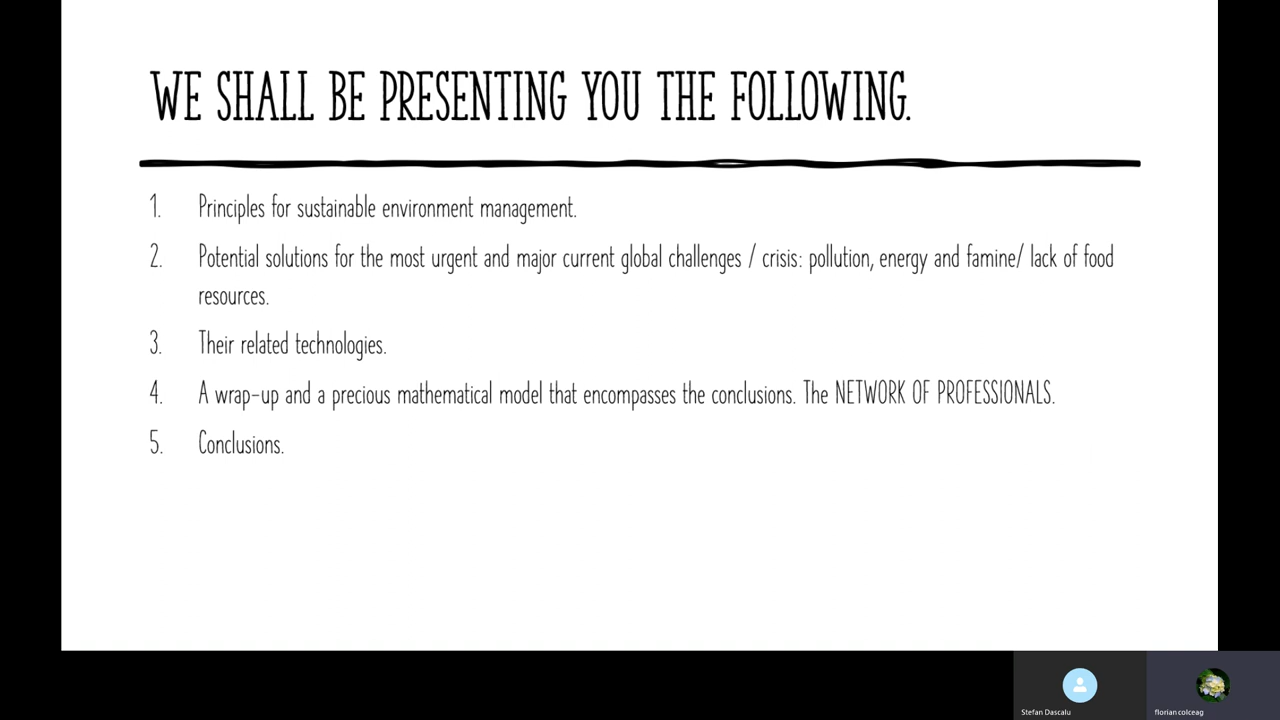 WE SHALL BE PRESENTING YOU THE FOLLOWING.
1. Principles for sustainable environment management.
2. Potential solutions for the most urgent and major current global challenges / crisis: pollution, energy and famine/ lack of food
resources.
3. Their related technologies.
4. A wrap-up and a precious mathematical model that encompasses the conclusions. The NETWORK OF PROFESSIONALS.
5. Conclusions.
Stefan Dascalu
florian colceag